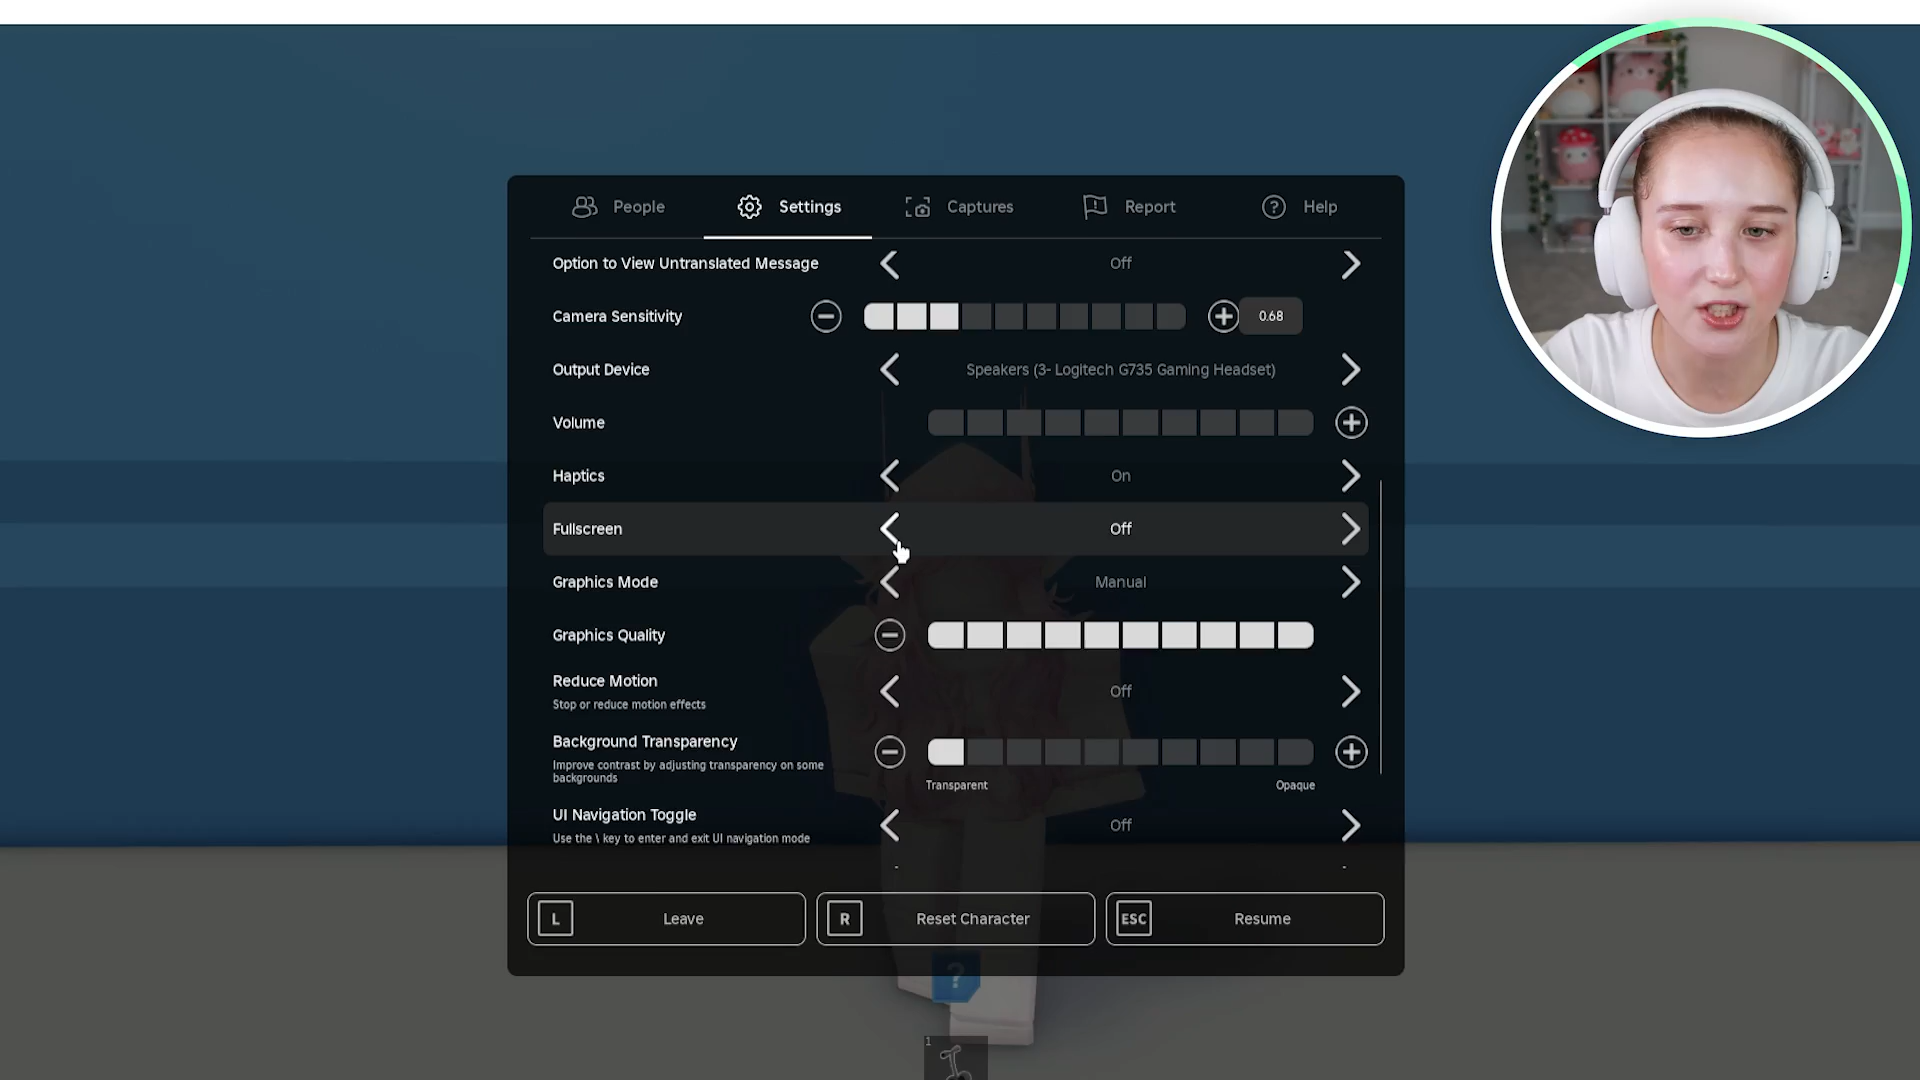 People Settings Captures Report ? Help
Option to View Untranslated Message Off
Camera Sensitivity 0.68
Output Device Speakers (3- Logitech G735 Gaming Headset)
Volume
Haptics On
Fullscreen Off
Graphics Mode Manual
Graphics Quality
Reduce Motion Off
Stop or reduce motion effects
Background Transparency
Improve contrast by adjusting transparency on some
backgrounds
Transparent Opaque
UI Navigation Toggle Off
Use the \ key to enter and exit UI navigation mode
L Leave R Reset Character ESC Resume
?
1